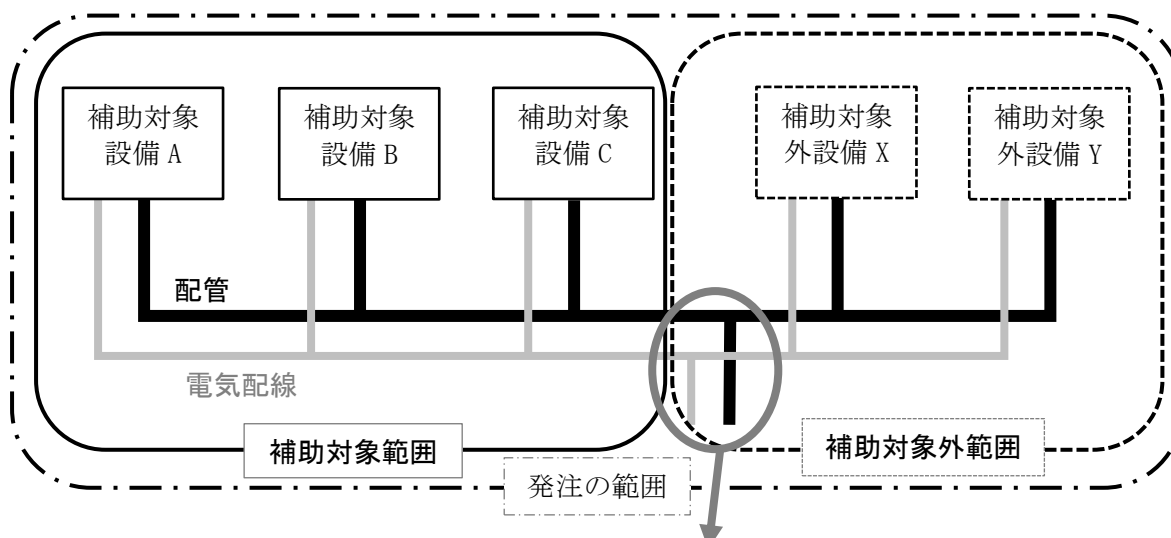 補助対象
設備 A
補助対象
設備 B
補助対象
設備 C
補助対象
外設備 X
補助対象
外設備 Y
配管
電気配線
補助対象範囲
補助対象外範囲
発注の範囲